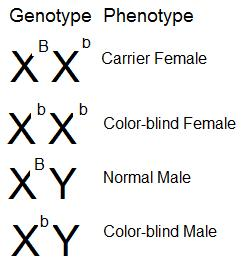 Genotype Phenotype
X^B X^b Carrier Female
X^b X^b Color-blind Female
X^B Y Normal Male
X^b Y Color-blind Male